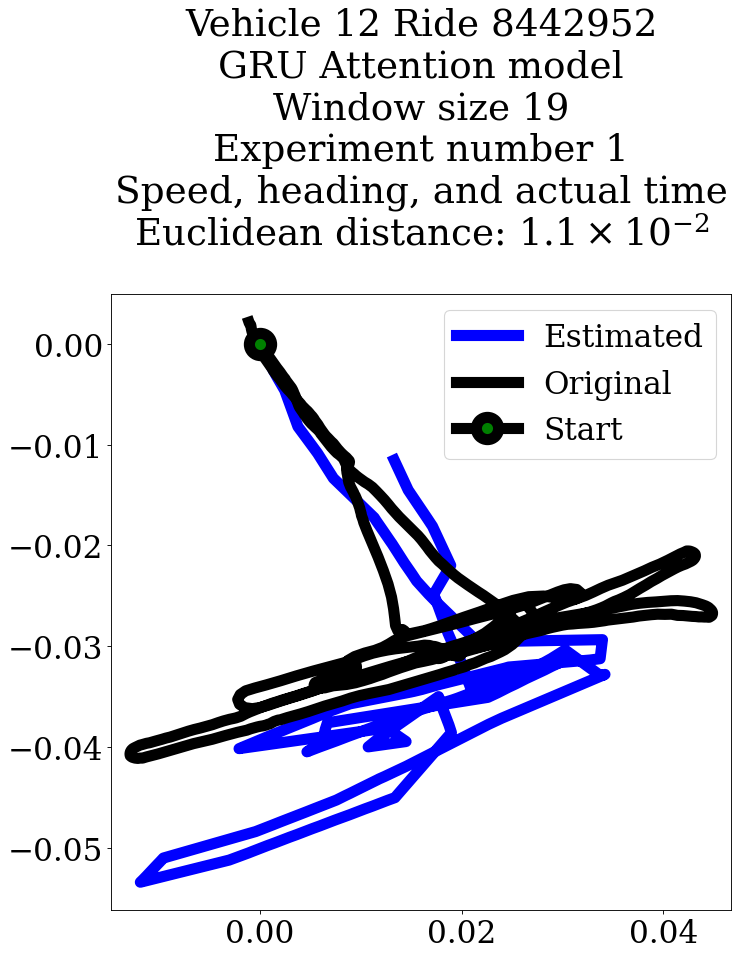 Vehicle 12 Ride 8442952
GRU Attention model
Window size 19
Experiment number 1
Speed, heading, and actual time
Euclidean distance: 1.1 × 10⁻²
Estimated
Original
Start
0.00
−0.01
−0.02
−0.03
−0.04
−0.05
0.00 0.02 0.04